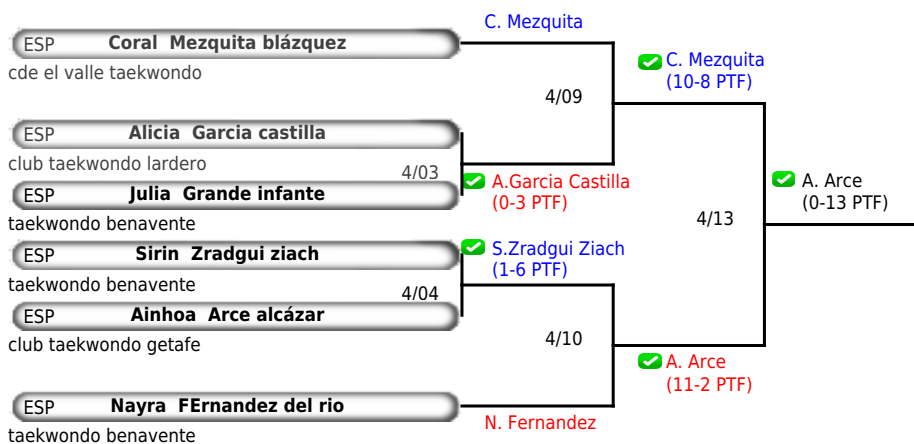 C. Mezquita
ESP Coral Mezquita blázquez
cde el valle taekwondo
C. Mezquita
(10-8 PTF)
4/09
ESP Alicia Garcia castilla
club taekwondo lardero
4/03
A.Garcia Castilla
(0-3 PTF)
ESP Julia Grande infante
taekwondo benavente
A. Arce
(0-13 PTF)
4/13
ESP Sirin Zradgui ziach
taekwondo benavente
S.Zradgui Ziach
(1-6 PTF)
4/04
ESP Ainhoa Arce alcázar
club taekwondo getafe
4/10
A. Arce
(11-2 PTF)
ESP Nayra FErnandez del rio
taekwondo benavente
N. Fernandez